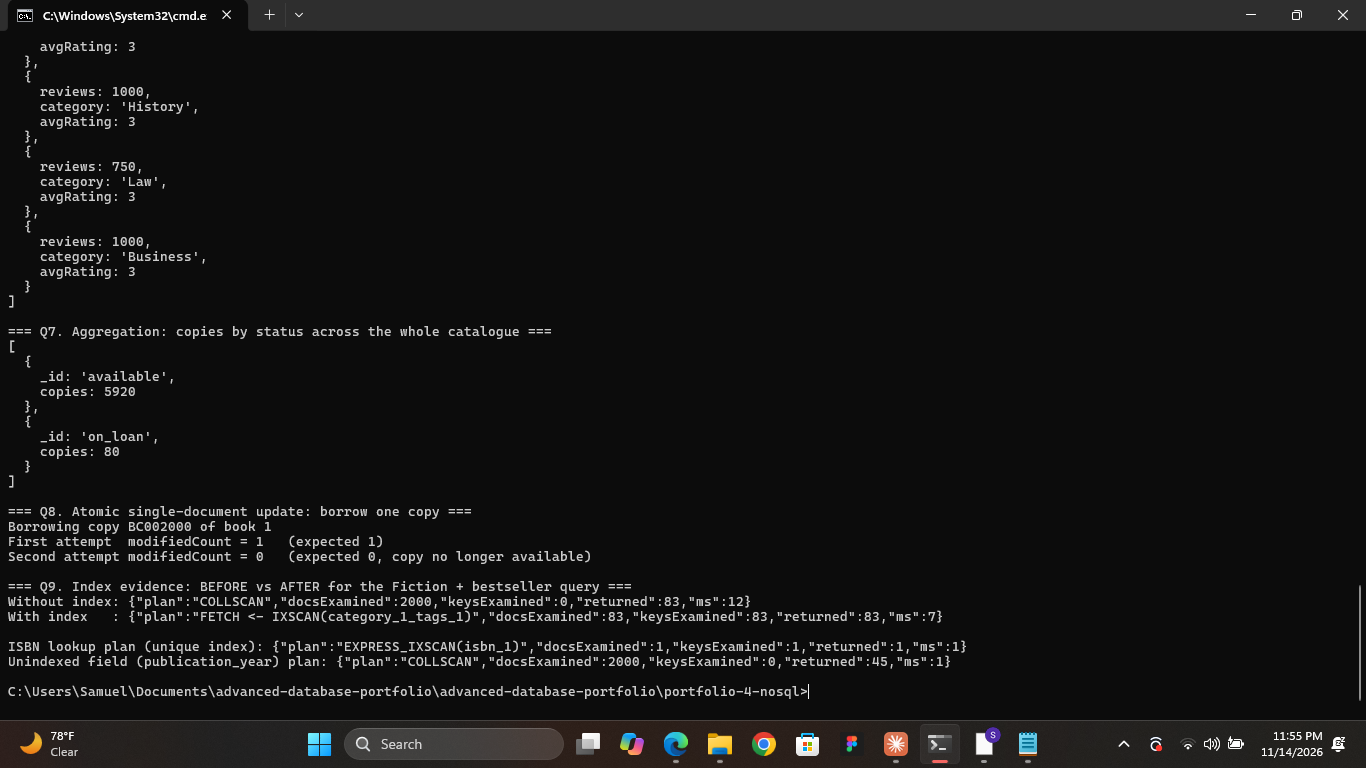 C:\Windows\System32\cmd.e
avgRating: 3
},
{
reviews: 1000,
category: 'History',
avgRating: 3
},
{
reviews: 750,
category: 'Law',
avgRating: 3
},
{
reviews: 1000,
category: 'Business',
avgRating: 3
}
]
=== Q7. Aggregation: copies by status across the whole catalogue ===
[
{
_id: 'available',
copies: 5920
},
{
_id: 'on_loan',
copies: 80
}
]
=== Q8. Atomic single-document update: borrow one copy ===
Borrowing copy BC002000 of book 1
First attempt  modifiedCount = 1   (expected 1)
Second attempt modifiedCount = 0   (expected 0, copy no longer available)
=== Q9. Index evidence: BEFORE vs AFTER for the Fiction + bestseller query ===
Without index: {"plan":"COLLSCAN","docsExamined":2000,"keysExamined":0,"returned":83,"ms":12}
With index   : {"plan":"FETCH <- IXSCAN(category_1_tags_1)","docsExamined":83,"keysExamined":83,"returned":83,"ms":7}
ISBN lookup plan (unique index): {"plan":"EXPRESS_IXSCAN(isbn_1)","docsExamined":1,"keysExamined":1,"returned":1,"ms":1}
Unindexed field (publication_year) plan: {"plan":"COLLSCAN","docsExamined":2000,"keysExamined":0,"returned":45,"ms":1}
C:\Users\Samuel\Documents\advanced-database-portfolio\advanced-database-portfolio\portfolio-4-nosql>
78°F
Clear
Search
S
11:55 PM
11/14/2026